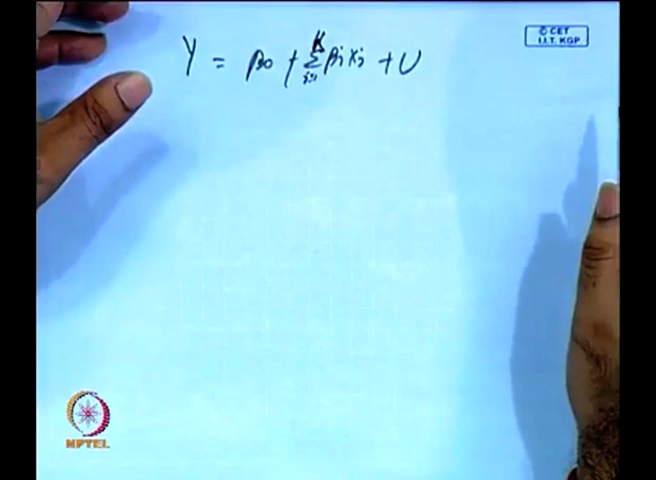 Y = β0 + Σ_{i=1}^{K} βi Xi + U
© CET
I.I.T. KGP
NPTEL